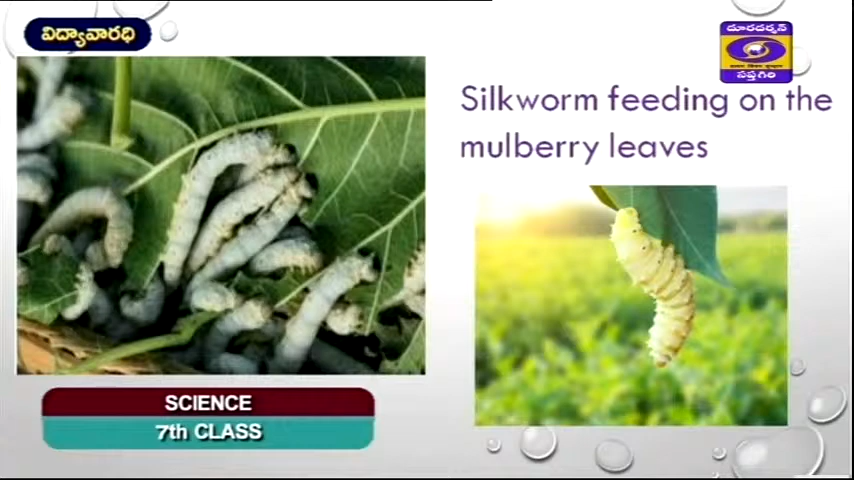 విద్యావారధి
దూరదర్శన్
సప్తగిరి
Silkworm feeding on the
mulberry leaves
SCIENCE
7th CLASS